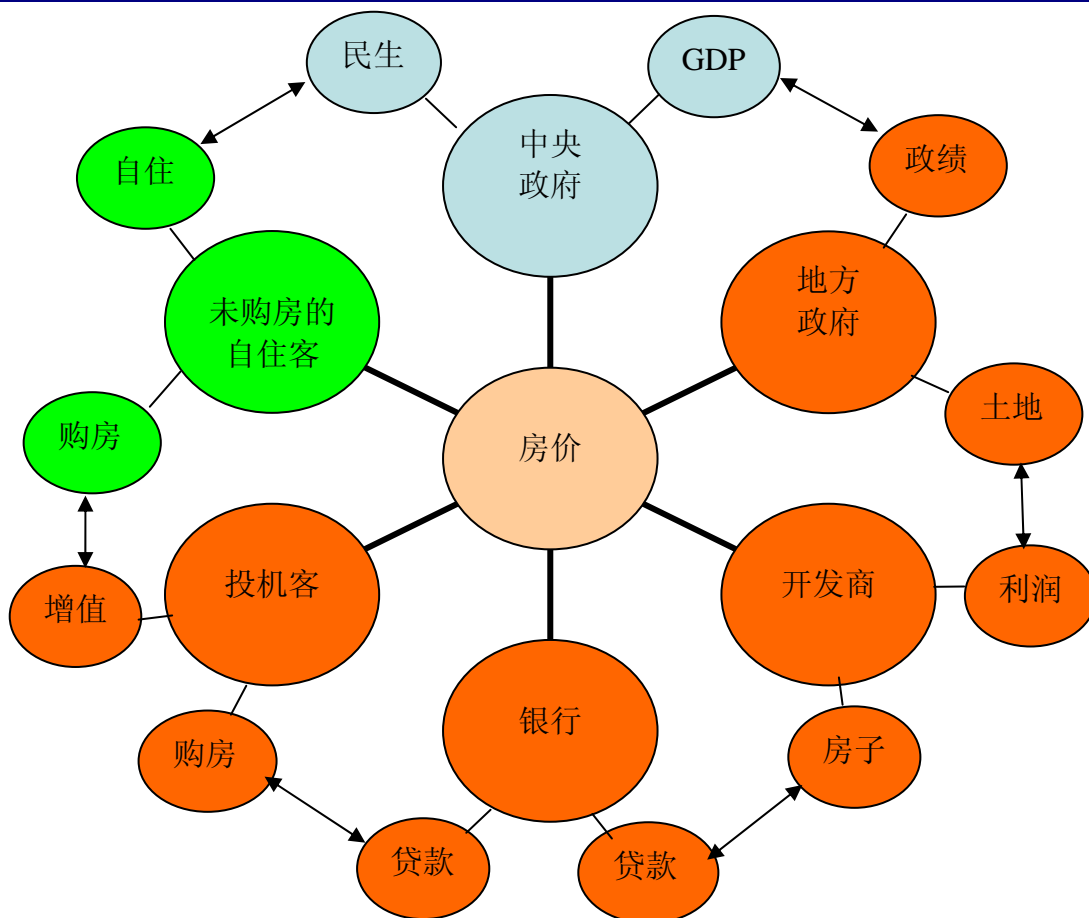 民生
GDP
中央
政府
自住
政绩
地方
政府
未购房的
自住客
土地
购房
房价
投机客
开发商
增值
利润
银行
购房
房子
贷款
贷款